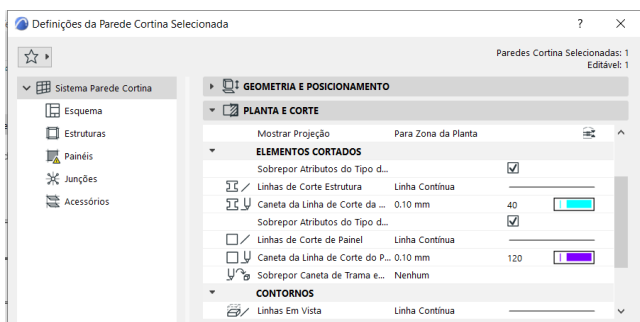 Definições da Parede Cortina Selecionada ? ×
Paredes Cortina Selecionadas: 1
Editável: 1
Sistema Parede Cortina
Esquema
Estruturas
Painéis
Junções
Acessórios
GEOMETRIA E POSICIONAMENTO
PLANTA E CORTE
Mostrar Projeção Para Zona da Planta
ELEMENTOS CORTADOS
Sobrepor Atributos do Tipo d...
Linhas de Corte Estrutura Linha Contínua
Caneta da Linha de Corte da ... 0.10 mm 40
Sobrepor Atributos do Tipo d...
Linhas de Corte de Painel Linha Contínua
Caneta da Linha de Corte do P... 0.10 mm 120
Sobrepor Caneta de Trama e... Nenhum
CONTORNOS
Linhas Em Vista Linha Contínua